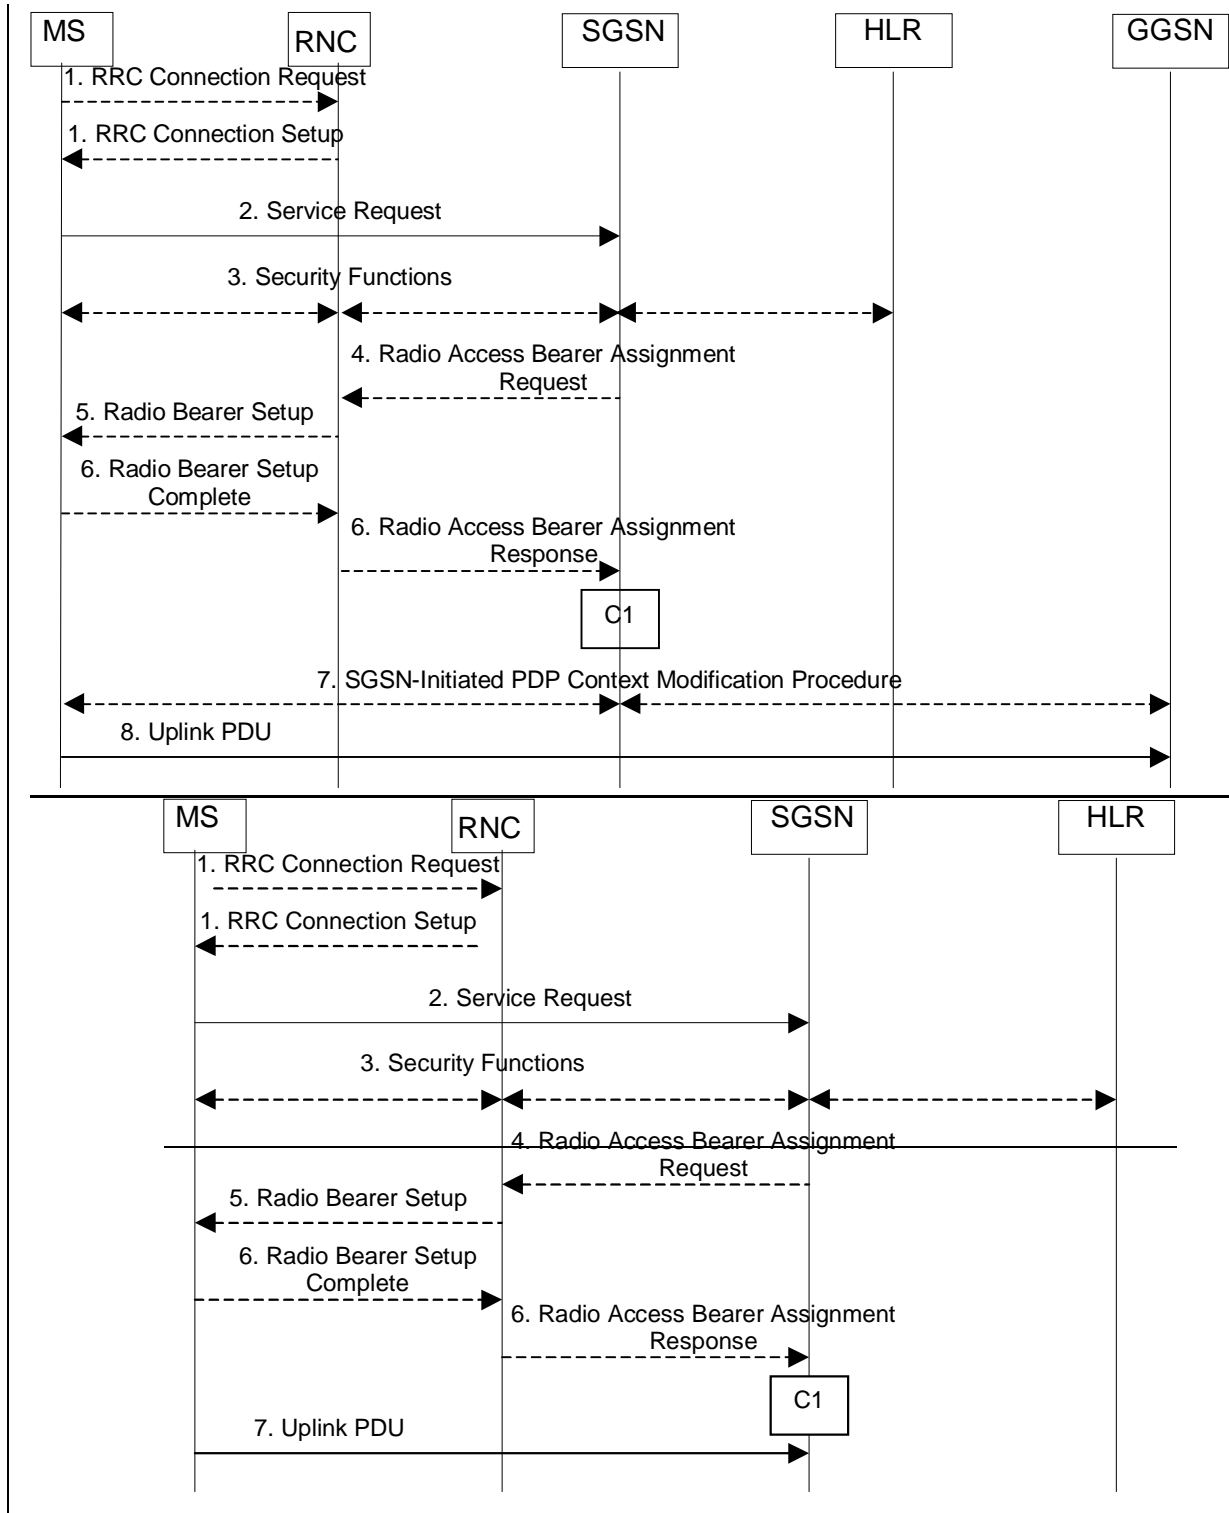 MS RNC SGSN HLR GGSN
1. RRC Connection Request
1. RRC Connection Setup
2. Service Request
3. Security Functions
4. Radio Access Bearer Assignment
Request
5. Radio Bearer Setup
6. Radio Bearer Setup
Complete
6. Radio Access Bearer Assignment
Response
C1
7. SGSN-Initiated PDP Context Modification Procedure
8. Uplink PDU
MS RNC SGSN HLR
1. RRC Connection Request
1. RRC Connection Setup
2. Service Request
3. Security Functions
4. Radio Access Bearer Assignment
Request
5. Radio Bearer Setup
6. Radio Bearer Setup
Complete
6. Radio Access Bearer Assignment
Response
C1
7. Uplink PDU